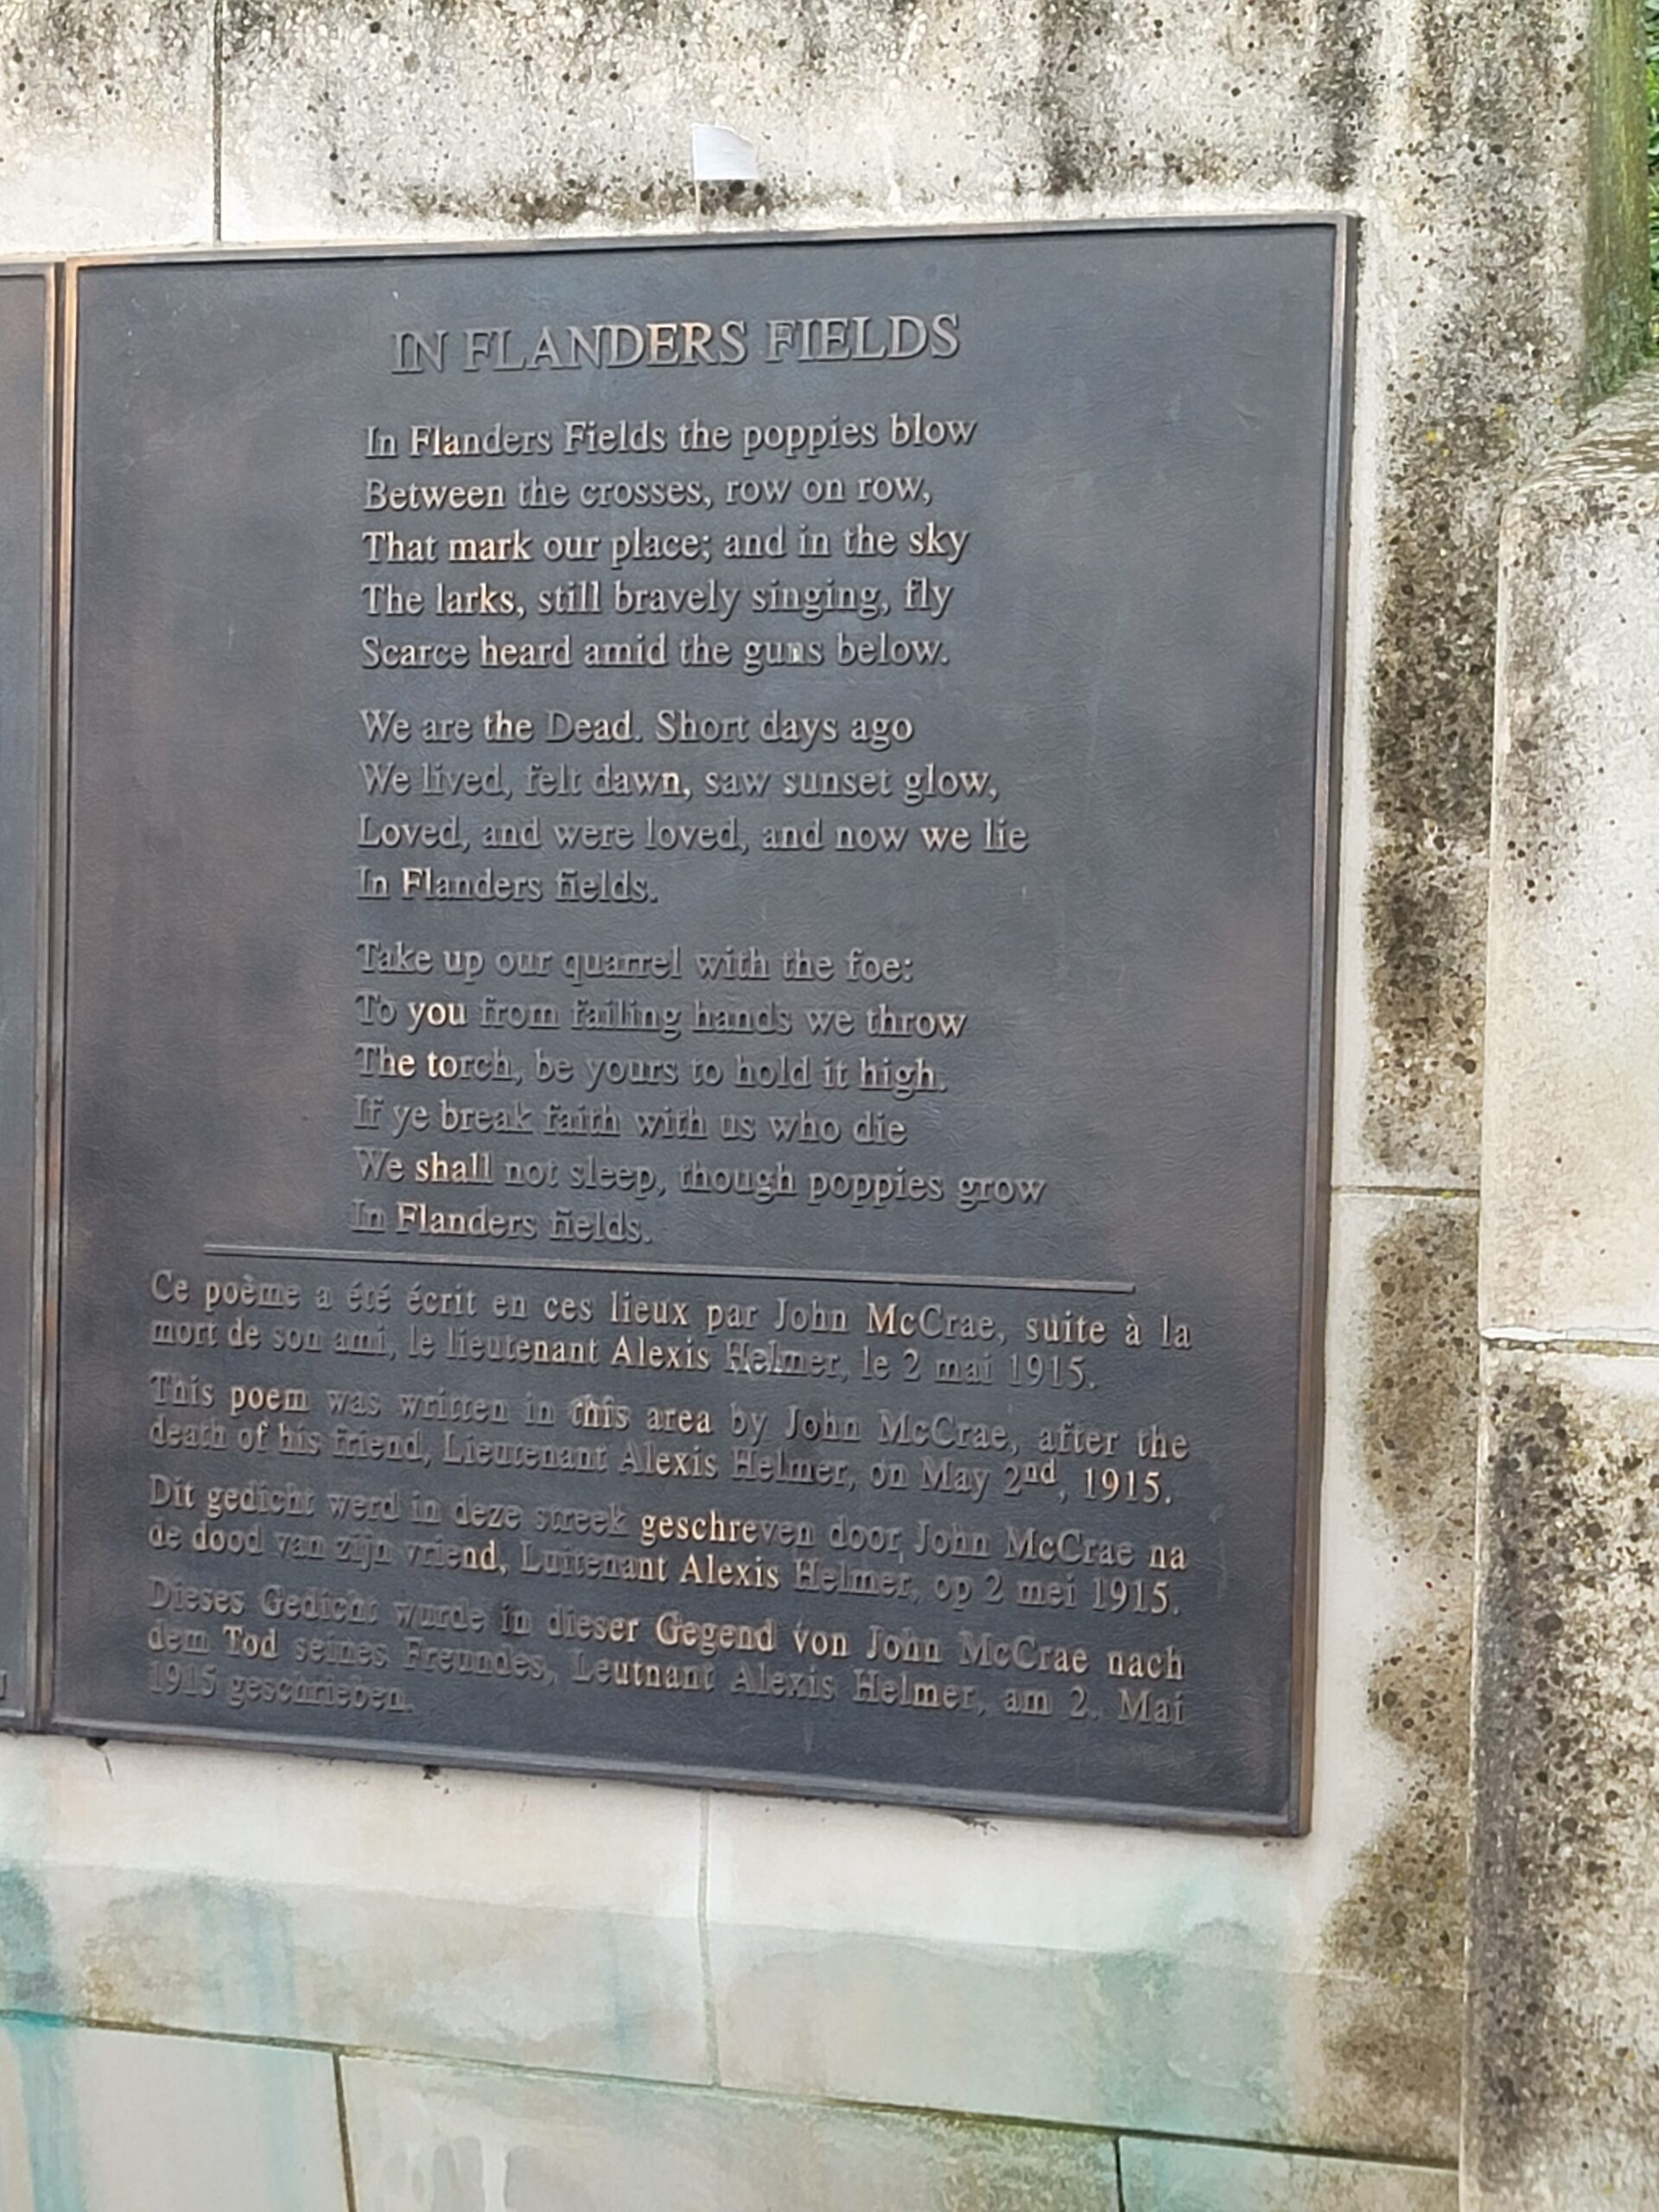 IN FLANDERS FIELDS
In Flanders Fields the poppies blow
Between the crosses, row on row,
That mark our place; and in the sky
The larks, still bravely singing, fly
Scarce heard amid the guns below.
We are the Dead. Short days ago
We lived, felt dawn, saw sunset glow,
Loved, and were loved, and now we lie
In Flanders fields.
Take up our quarrel with the foe:
To you from failing hands we throw
The torch, be yours to hold it high.
If ye break faith with us who die
We shall not sleep, though poppies grow
In Flanders fields.
Ce poème a été écrit en ces lieux par John McCrae, suite à la
mort de son ami, le lieutenant Alexis Helmer, le 2 mai 1915.
This poem was written in this area by John McCrae, after the
death of his friend, Lieutenant Alexis Helmer, on May 2nd, 1915.
Dit gedicht werd in deze streek geschreven door John McCrae na
de dood van zijn vriend, Luitenant Alexis Helmer, op 2 mei 1915.
Dieses Gedicht wurde in dieser Gegend von John McCrae nach
dem Tod seines Freundes, Leutnant Alexis Helmer, am 2. Mai
1915 geschrieben.